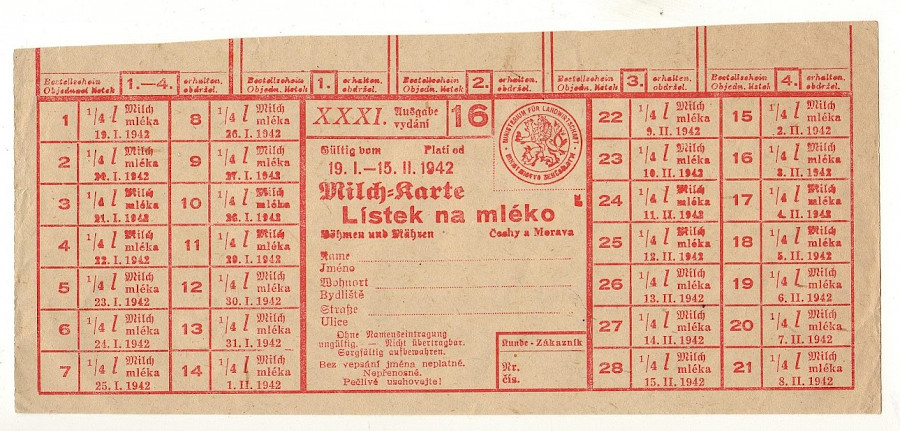 Bestellschein 1.—4. erhalten.
Objednací lístek obdržel.
Bestellschein 1. erhalten.
Objedn. lístek obdržel.
Bestellschein 2. erhalten.
Objedn. lístek obdržel.
Bestellschein 3. erhalten.
Objedn. lístek obdržel.
Bestellschein 4. erhalten.
Objedn. lístek obdržel.
1 1/4 l Milch mléka 19. I. 1942
8 1/4 l Milch mléka 26. I. 1942
2 1/4 l Milch mléka 20. I. 1942
9 1/4 l Milch mléka 27. I. 1942
3 1/4 l Milch mléka 21. I. 1942
10 1/4 l Milch mléka 28. I. 1942
4 1/4 l Milch mléka 22. I. 1942
11 1/4 l Milch mléka 29. I. 1942
5 1/4 l Milch mléka 23. I. 1942
12 1/4 l Milch mléka 30. I. 1942
6 1/4 l Milch mléka 24. I. 1942
13 1/4 l Milch mléka 31. I. 1942
7 1/4 l Milch mléka 25. I. 1942
14 1/4 l Milch mléka 1. II. 1942
XXXI. Ausgabe vydání 16
MINISTERIUM FÜR LANDWIRTSCHAFT
MINISTERSTVO ZEMĚDĚLSTVÍ
Gültig vom Platí od
19. I.—15. II. 1942
Milch-Karte
Lístek na mléko
Böhmen und Mähren Čechy a Morava
Name
Jméno
Wohnort
Bydliště
Straße
Ulice
Ohne Namenseintragung
ungültig. — Nicht übertragbar.
Sorgfältig aufbewahren.
Bez vepsání jména neplatné.
Nepřenosné.
Pečlivě uschovejte!
Kunde - Zákazník
Nr.
čís.
22 1/4 l Milch mléka 9. II. 1942
15 1/4 l Milch mléka 2. II. 1942
23 1/4 l Milch mléka 10. II. 1942
16 1/4 l Milch mléka 3. II. 1942
24 1/4 l Milch mléka 11. II. 1942
17 1/4 l Milch mléka 4. II. 1942
25 1/4 l Milch mléka 12. II. 1942
18 1/4 l Milch mléka 5. II. 1942
26 1/4 l Milch mléka 13. II. 1942
19 1/4 l Milch mléka 6. II. 1942
27 1/4 l Milch mléka 14. II. 1942
20 1/4 l Milch mléka 7. II. 1942
28 1/4 l Milch mléka 15. II. 1942
21 1/4 l Milch mléka 8. II. 1942